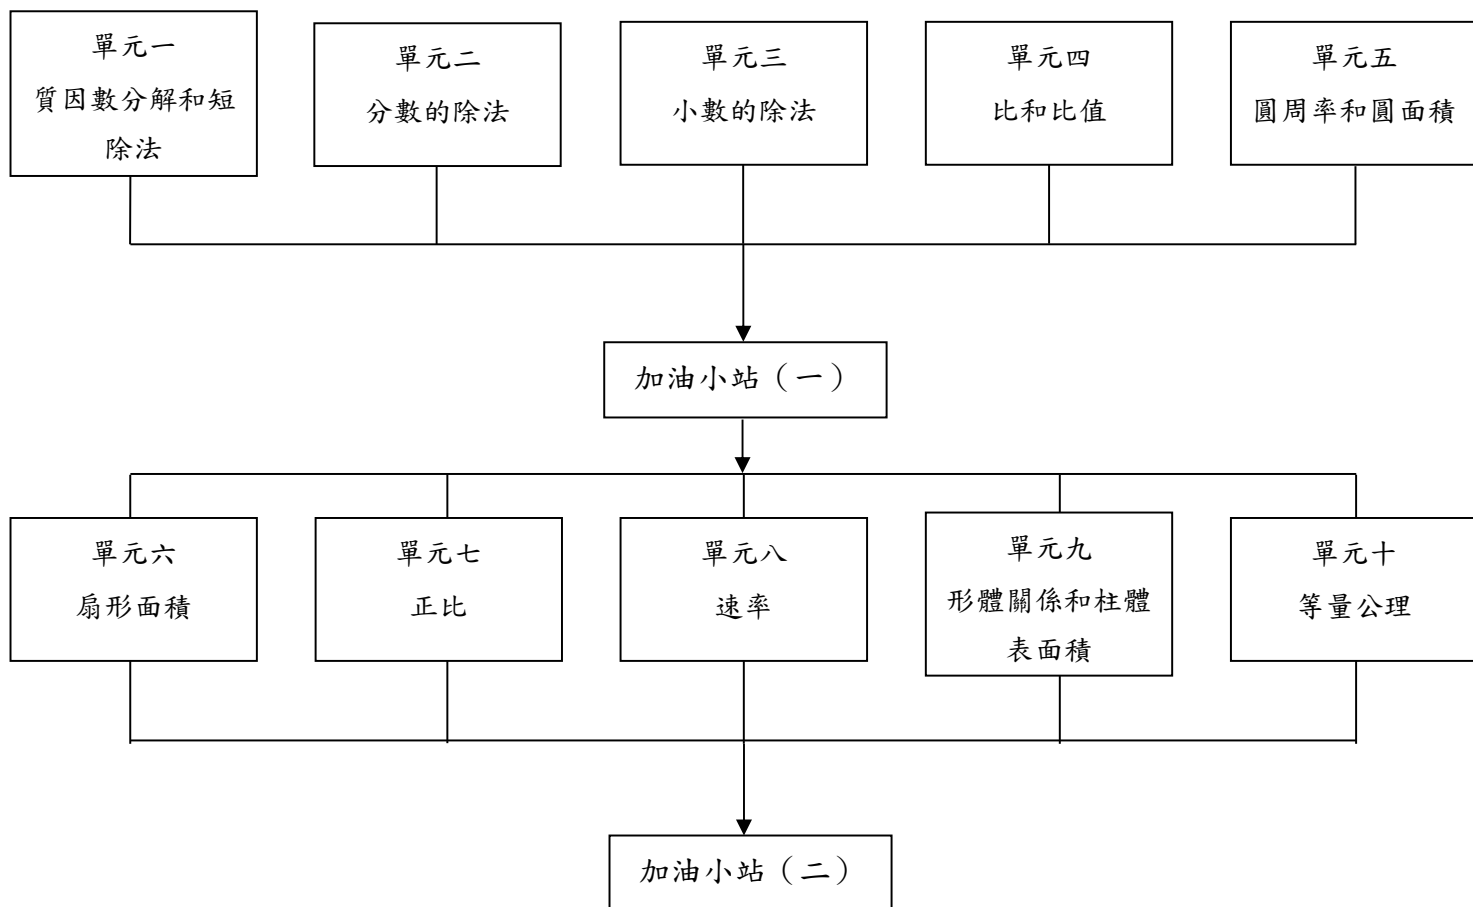 單元一
質因數分解和短
除法
單元二
分數的除法
單元三
小數的除法
單元四
比和比值
單元五
圓周率和圓面積
加油小站（一）
單元六
扇形面積
單元七
正比
單元八
速率
單元九
形體關係和柱體
表面積
單元十
等量公理
加油小站（二）